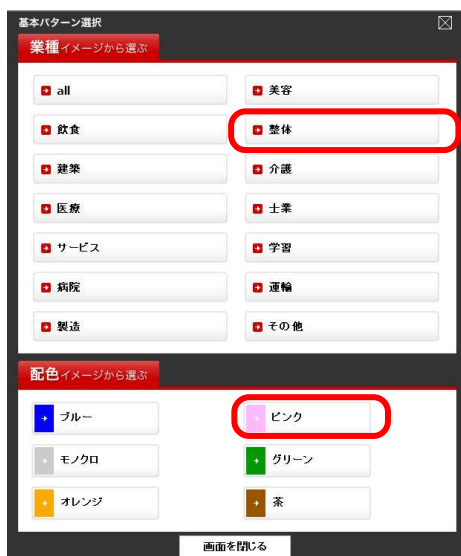 基本パターン選択
業種イメージから選ぶ
all
美容
飲食
整体
建築
介護
医療
士業
サービス
学習
病院
運輸
製造
その他
配色イメージから選ぶ
ブルー
ピンク
モノクロ
グリーン
オレンジ
茶
画面を閉じる